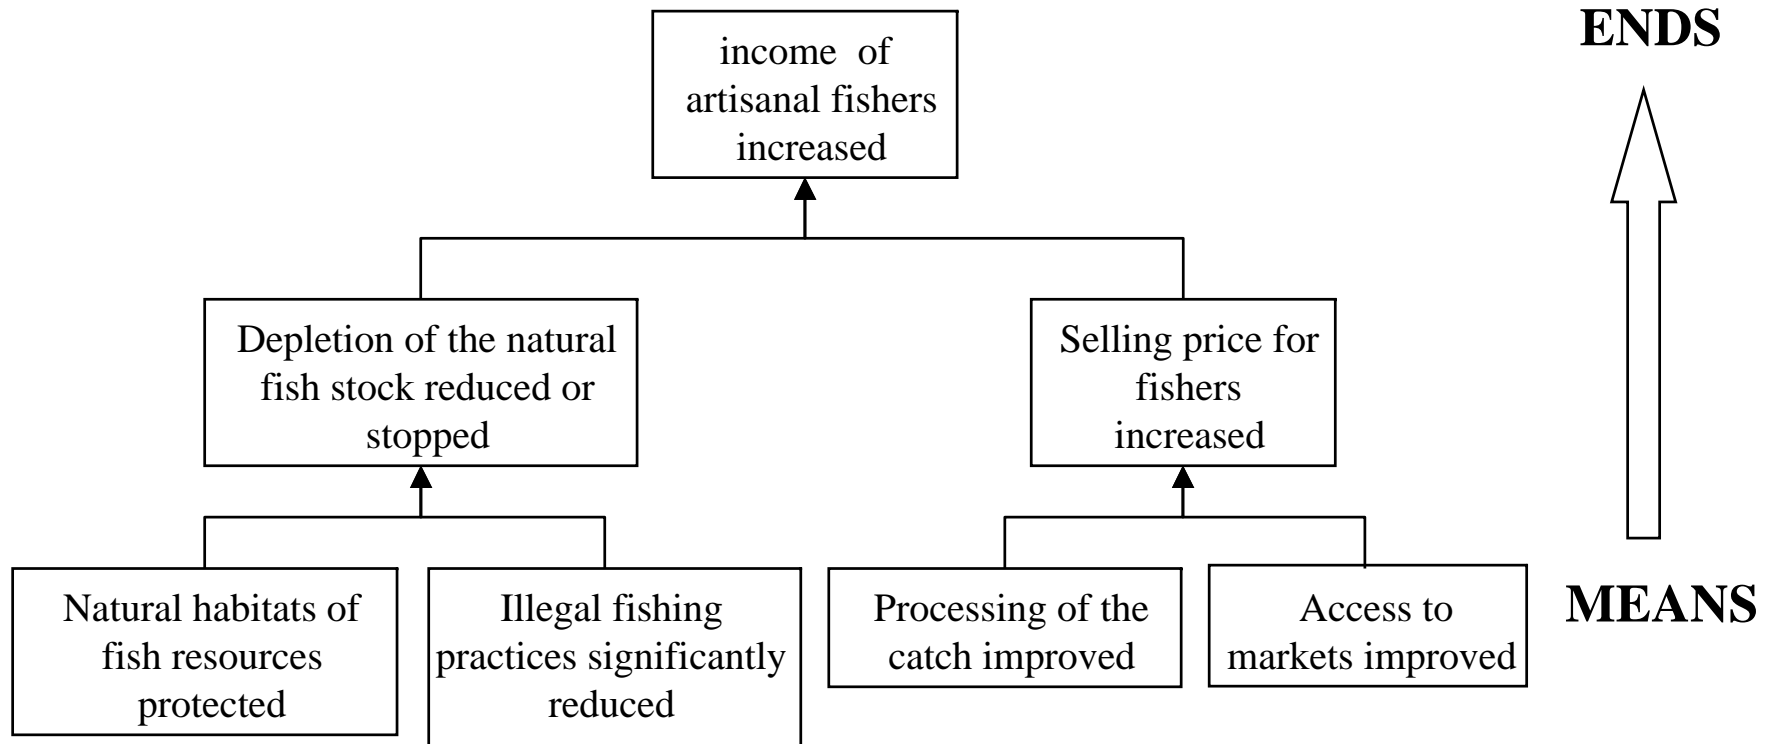 income of
artisanal fishers
increased
ENDS
Depletion of the natural
fish stock reduced or
stopped
Selling price for
fishers
increased
Natural habitats of
fish resources
protected
Illegal fishing
practices significantly
reduced
Processing of the
catch improved
Access to
markets improved
MEANS